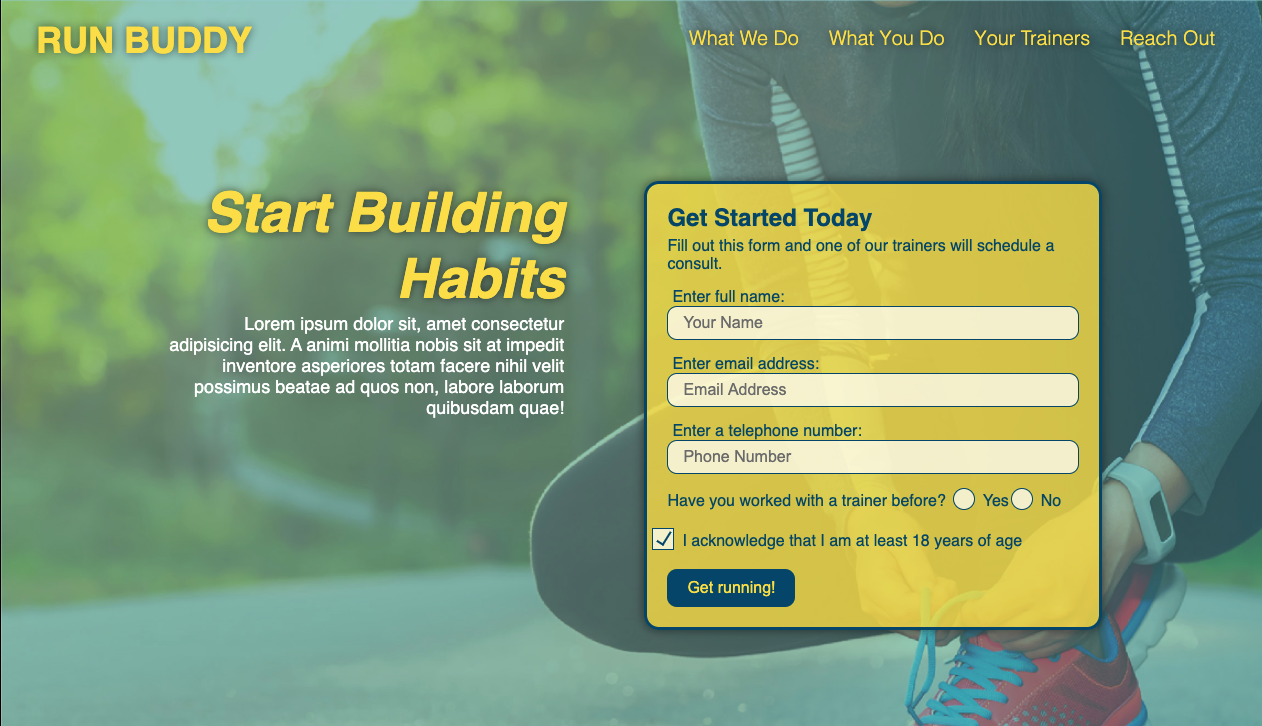 RUN BUDDY
What We Do What You Do Your Trainers Reach Out
Start Building
Habits
Lorem ipsum dolor sit, amet consectetur
adipisicing elit. A animi mollitia nobis sit at impedit
inventore asperiores totam facere nihil velit
possimus beatae ad quos non, labore laborum
quibusdam quae!
Get Started Today
Fill out this form and one of our trainers will schedule a
consult.
Enter full name:
Your Name
Enter email address:
Email Address
Enter a telephone number:
Phone Number
Have you worked with a trainer before? Yes No
I acknowledge that I am at least 18 years of age
Get running!